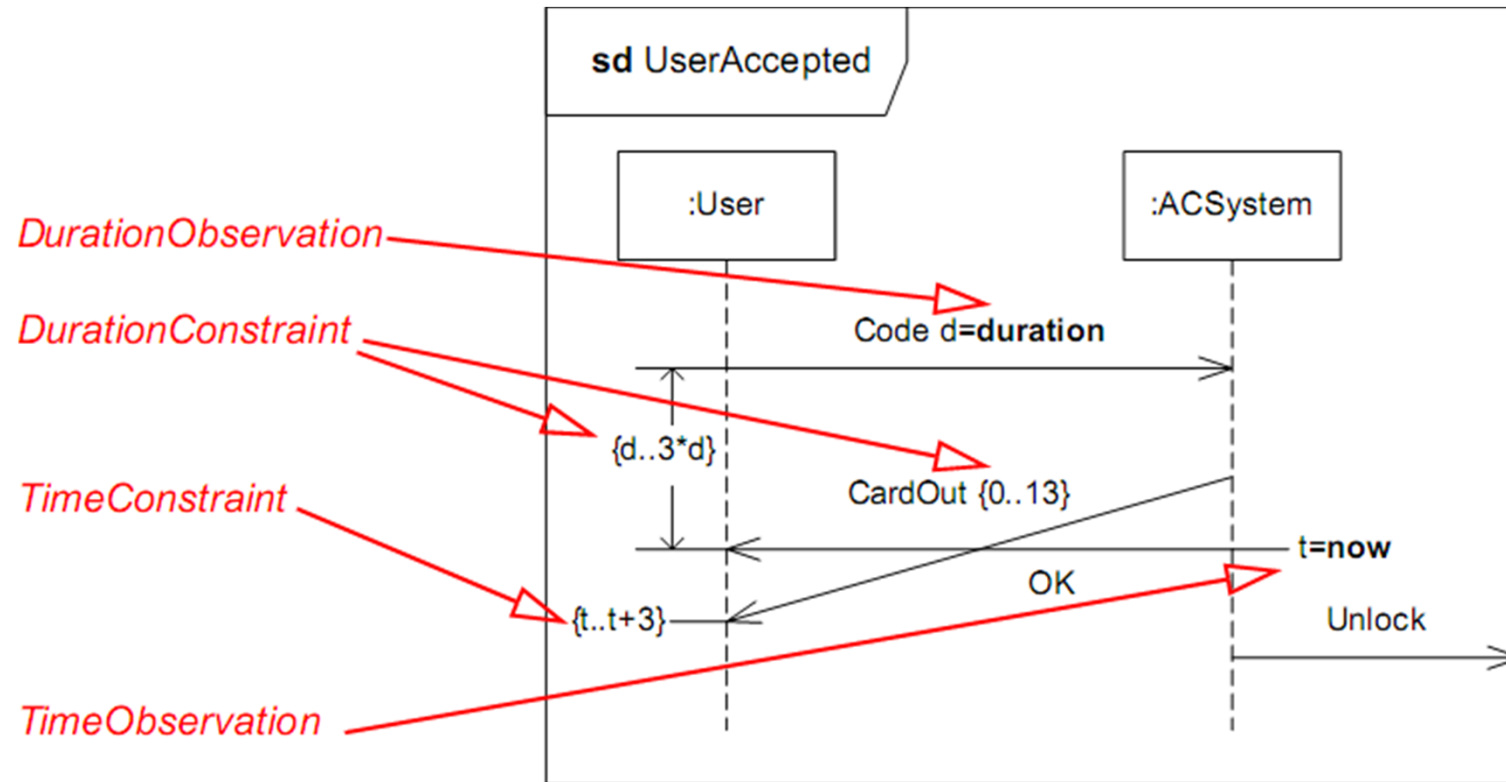 sd UserAccepted
:User
:ACSystem
DurationObservation
DurationConstraint
Code d=duration
{d..3*d}
TimeConstraint
CardOut {0..13}
t=now
OK
{t..t+3}
Unlock
TimeObservation